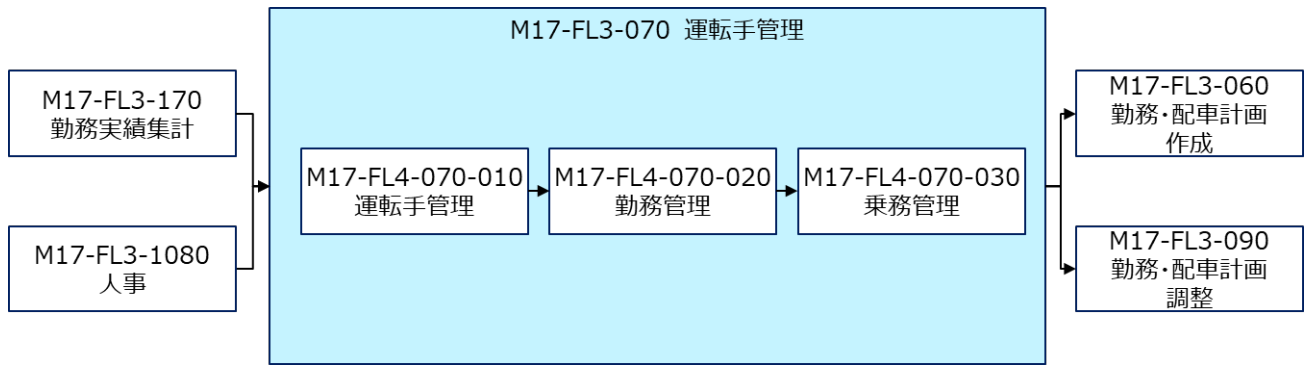 M17-FL3-070 運転手管理
M17-FL3-170
勤務実績集計
M17-FL3-1080
人事
M17-FL4-070-010
運転手管理
M17-FL4-070-020
勤務管理
M17-FL4-070-030
乗務管理
M17-FL3-060
勤務・配車計画
作成
M17-FL3-090
勤務・配車計画
調整